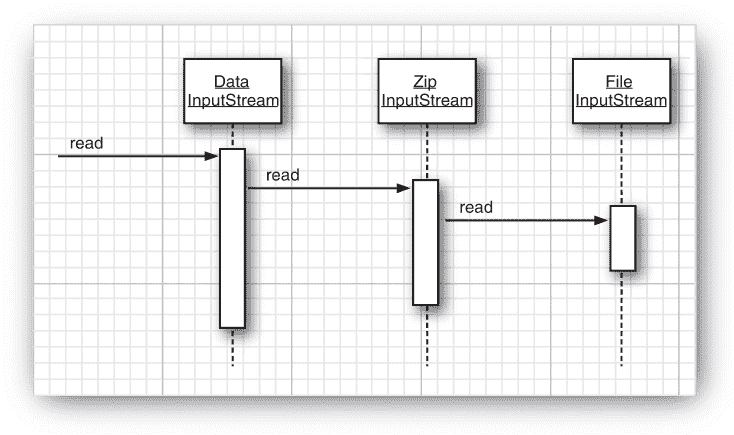 Data
InputStream
Zip
InputStream
File
InputStream
read
read
read